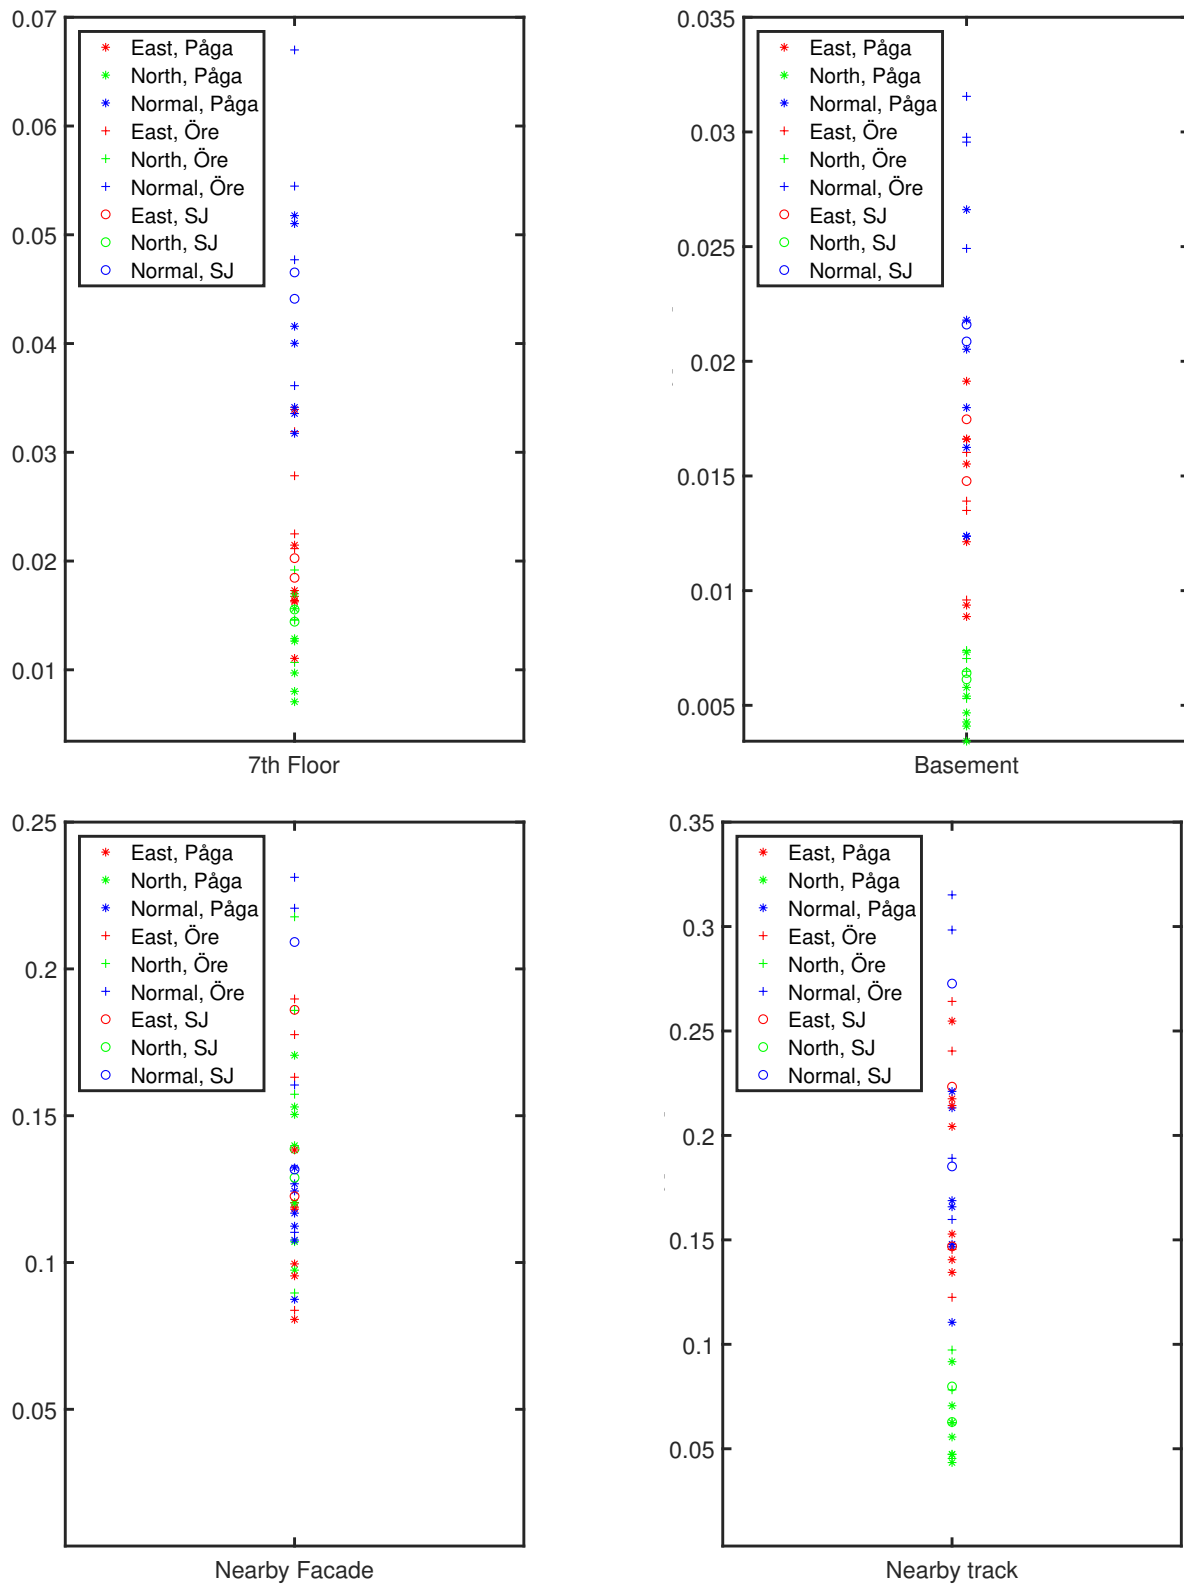 0.07
0.06
0.05
0.04
0.03
0.02
0.01
East, Påga
North, Påga
Normal, Påga
East, Öre
North, Öre
Normal, Öre
East, SJ
North, SJ
Normal, SJ
7th Floor
0.035
0.03
0.025
0.02
0.015
0.01
0.005
East, Påga
North, Påga
Normal, Påga
East, Öre
North, Öre
Normal, Öre
East, SJ
North, SJ
Normal, SJ
Basement
0.25
0.2
0.15
0.1
0.05
East, Påga
North, Påga
Normal, Påga
East, Öre
North, Öre
Normal, Öre
East, SJ
North, SJ
Normal, SJ
Nearby Facade
0.35
0.3
0.25
0.2
0.15
0.1
0.05
East, Påga
North, Påga
Normal, Påga
East, Öre
North, Öre
Normal, Öre
East, SJ
North, SJ
Normal, SJ
Nearby track